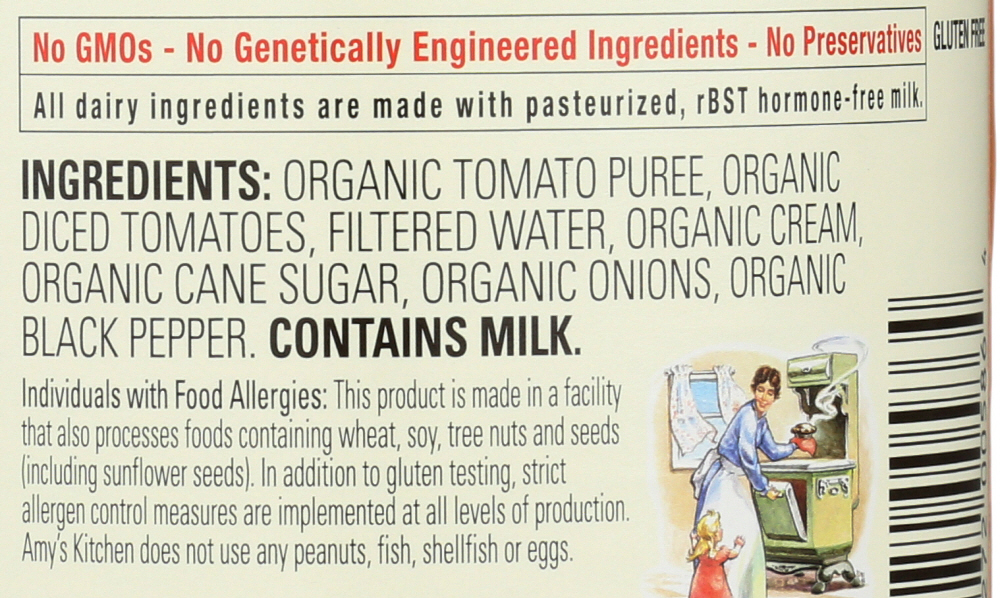 No GMOs - No Genetically Engineered Ingredients - No Preservatives
GLUTEN FREE
All dairy ingredients are made with pasteurized, rBST hormone-free milk.
INGREDIENTS: ORGANIC TOMATO PUREE, ORGANIC
DICED TOMATOES, FILTERED WATER, ORGANIC CREAM,
ORGANIC CANE SUGAR, ORGANIC ONIONS, ORGANIC
BLACK PEPPER. CONTAINS MILK.
Individuals with Food Allergies: This product is made in a facility
that also processes foods containing wheat, soy, tree nuts and seeds
(including sunflower seeds). In addition to gluten testing, strict
allergen control measures are implemented at all levels of production.
Amy's Kitchen does not use any peanuts, fish, shellfish or eggs.